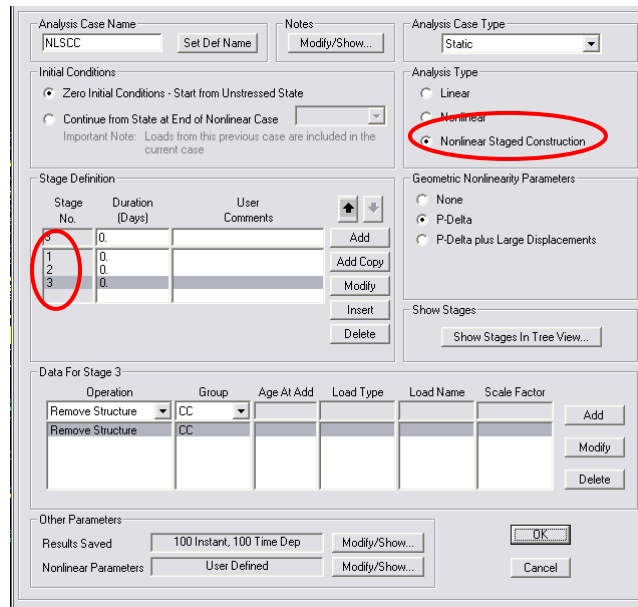 Analysis Case Name
NLSCC
Set Def Name
Notes
Modify/Show...
Analysis Case Type
Static
Initial Conditions
Zero Initial Conditions - Start from Unstressed State
Continue from State at End of Nonlinear Case
Important Note: Loads from this previous case are included in the
current case
Analysis Type
Linear
Nonlinear
Nonlinear Staged Construction
Stage Definition
Stage No.
Duration (Days)
User Comments
3 0.
1 0.
2 0.
3 0.
Add
Add Copy
Modify
Insert
Delete
Geometric Nonlinearity Parameters
None
P-Delta
P-Delta plus Large Displacements
Show Stages
Show Stages In Tree View...
Data For Stage 3
Operation Group Age At Add Load Type Load Name Scale Factor
Remove Structure CC
Remove Structure CC
Add
Modify
Delete
Other Parameters
Results Saved 100 Instant, 100 Time Dep Modify/Show...
Nonlinear Parameters User Defined Modify/Show...
OK
Cancel